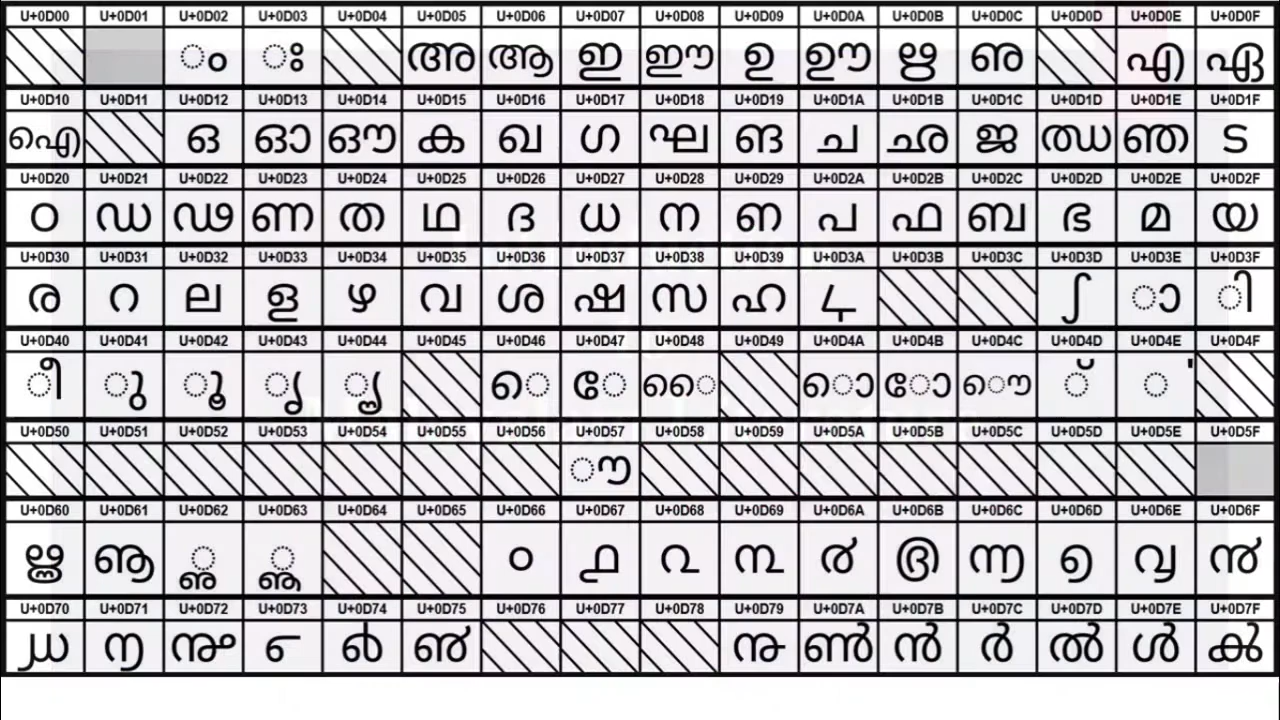 U+0D00 U+0D01 U+0D02 U+0D03 U+0D04 U+0D05 U+0D06 U+0D07 U+0D08 U+0D09 U+0D0A U+0D0B U+0D0C U+0D0D U+0D0E U+0D0F
ം ഃ അ ആ ഇ ഈ ഉ ഊ ഋ ഌ എ ഏ
U+0D10 U+0D11 U+0D12 U+0D13 U+0D14 U+0D15 U+0D16 U+0D17 U+0D18 U+0D19 U+0D1A U+0D1B U+0D1C U+0D1D U+0D1E U+0D1F
ഐ ഒ ഓ ഔ ക ഖ ഗ ഘ ങ ച ഛ ജ ഝ ഞ ട
U+0D20 U+0D21 U+0D22 U+0D23 U+0D24 U+0D25 U+0D26 U+0D27 U+0D28 U+0D29 U+0D2A U+0D2B U+0D2C U+0D2D U+0D2E U+0D2F
ഠ ഡ ഢ ണ ത ഥ ദ ധ ന ഩ പ ഫ ബ ഭ മ യ
U+0D30 U+0D31 U+0D32 U+0D33 U+0D34 U+0D35 U+0D36 U+0D37 U+0D38 U+0D39 U+0D3A U+0D3B U+0D3C U+0D3D U+0D3E U+0D3F
ര റ ല ള ഴ വ ശ ഷ സ ഹ ഺ ഽ ാ ി
U+0D40 U+0D41 U+0D42 U+0D43 U+0D44 U+0D45 U+0D46 U+0D47 U+0D48 U+0D49 U+0D4A U+0D4B U+0D4C U+0D4D U+0D4E U+0D4F
ീ ു ൂ ൃ ൄ െ േ ൈ ൊ ോ ൌ ് ൎ
U+0D50 U+0D51 U+0D52 U+0D53 U+0D54 U+0D55 U+0D56 U+0D57 U+0D58 U+0D59 U+0D5A U+0D5B U+0D5C U+0D5D U+0D5E U+0D5F
ൗ
U+0D60 U+0D61 U+0D62 U+0D63 U+0D64 U+0D65 U+0D66 U+0D67 U+0D68 U+0D69 U+0D6A U+0D6B U+0D6C U+0D6D U+0D6E U+0D6F
ൠ ൡ ൢ ൣ ൦ ൧ ൨ ൩ ൪ ൫ ൬ ൭ ൮ ൯
U+0D70 U+0D71 U+0D72 U+0D73 U+0D74 U+0D75 U+0D76 U+0D77 U+0D78 U+0D79 U+0D7A U+0D7B U+0D7C U+0D7D U+0D7E U+0D7F
൰ ൱ ൲ ൳ ൴ ൵ ൹ ൺ ൻ ർ ൽ ൾ ൿ